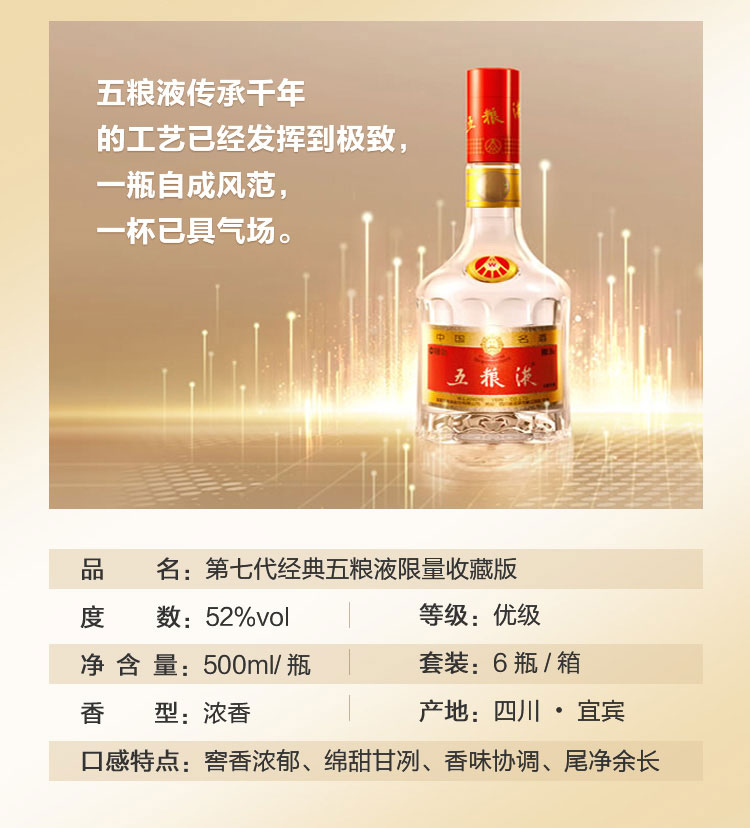 五粮液传承千年
的工艺已经发挥到极致，
一瓶自成风范，
一杯已具气场。
五粮液
中国名酒
五粮液
品 名：第七代经典五粮液限量收藏版
度 数：52%vol 等级：优级
净含量：500ml/瓶 套装：6瓶/箱
香 型：浓香 产地：四川·宜宾
口感特点：窖香浓郁、绵甜甘冽、香味协调、尾净余长